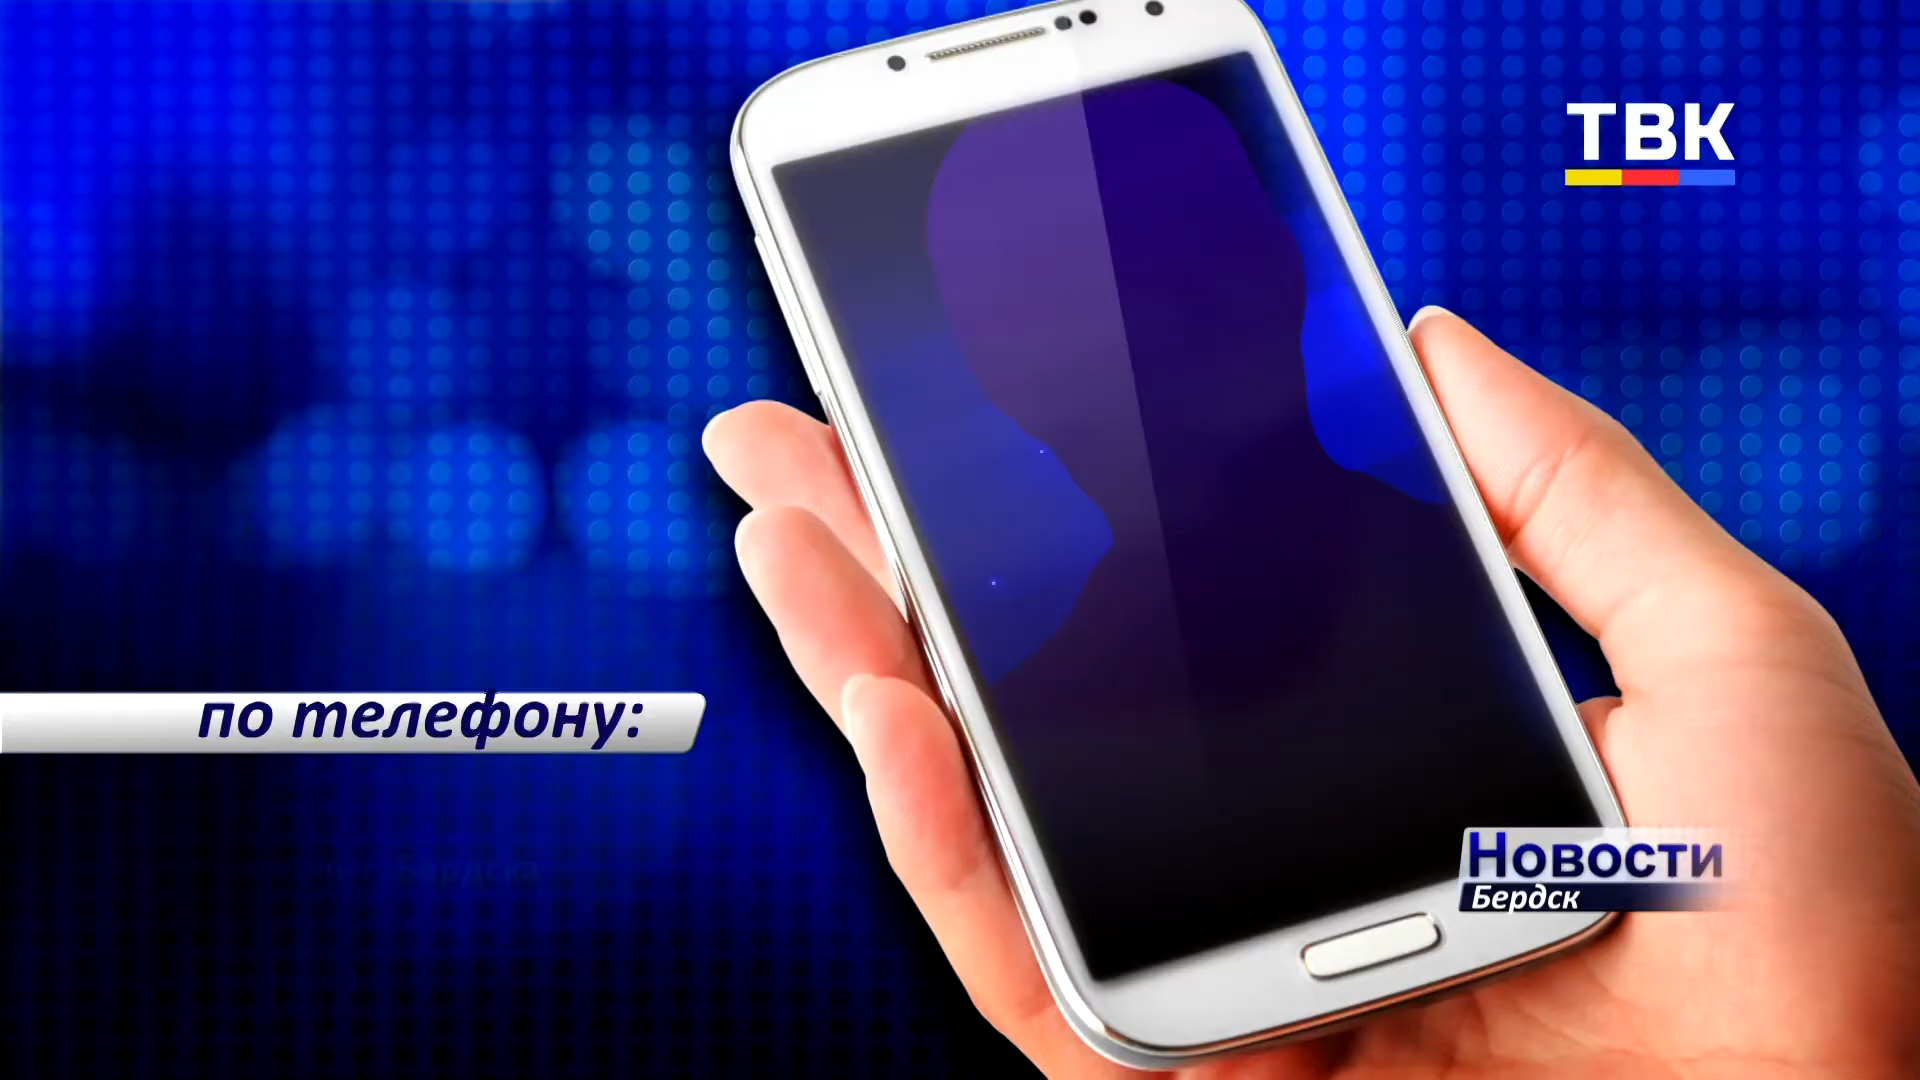 ТВК
по телефону:
Новости
Бердск